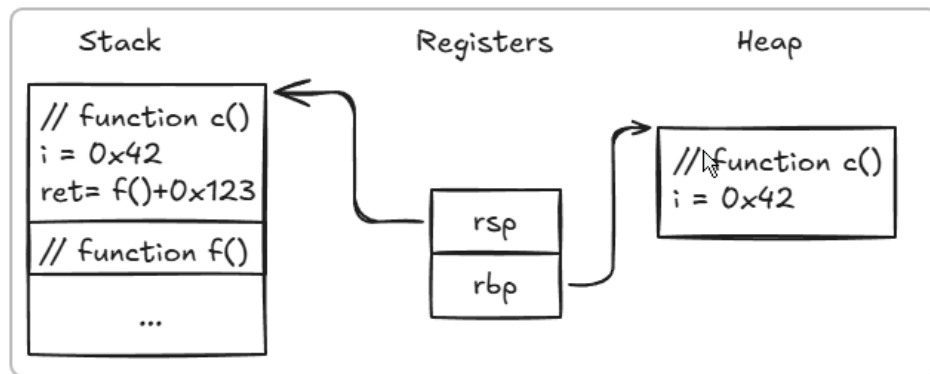 Stack
Registers
Heap
// function c()
i = 0x42
ret= f()+0x123
// function f()
...
rsp
rbp
// function c()
i = 0x42